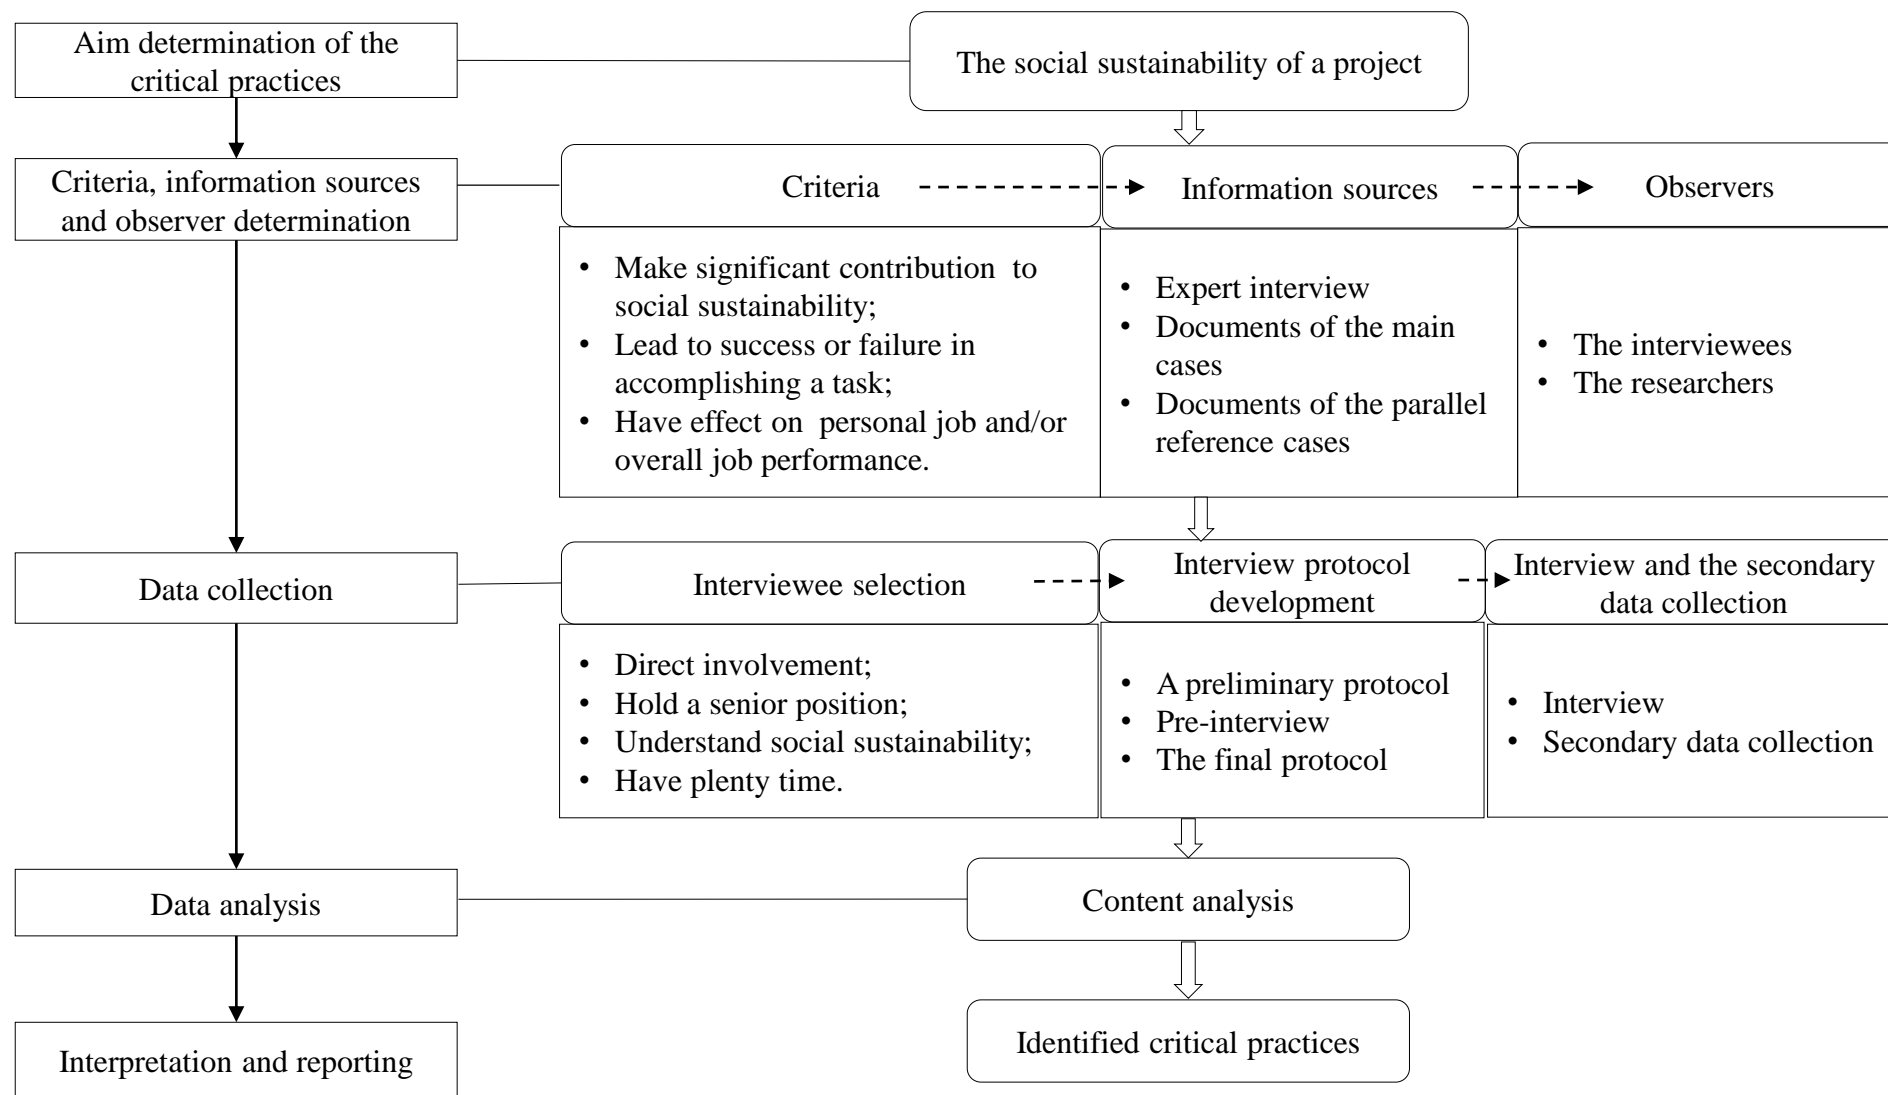 Aim determination of the
critical practices
The social sustainability of a project
Criteria, information sources
and observer determination
Criteria
Information sources
Observers
• Make significant contribution to
social sustainability;
• Lead to success or failure in
accomplishing a task;
• Have effect on personal job and/or
overall job performance.
• Expert interview
• Documents of the main
cases
• Documents of the parallel
reference cases
• The interviewees
• The researchers
Data collection
Interviewee selection
Interview protocol
development
Interview and the secondary
data collection
• Direct involvement;
• Hold a senior position;
• Understand social sustainability;
• Have plenty time.
• A preliminary protocol
• Pre-interview
• The final protocol
• Interview
• Secondary data collection
Data analysis
Content analysis
Interpretation and reporting
Identified critical practices